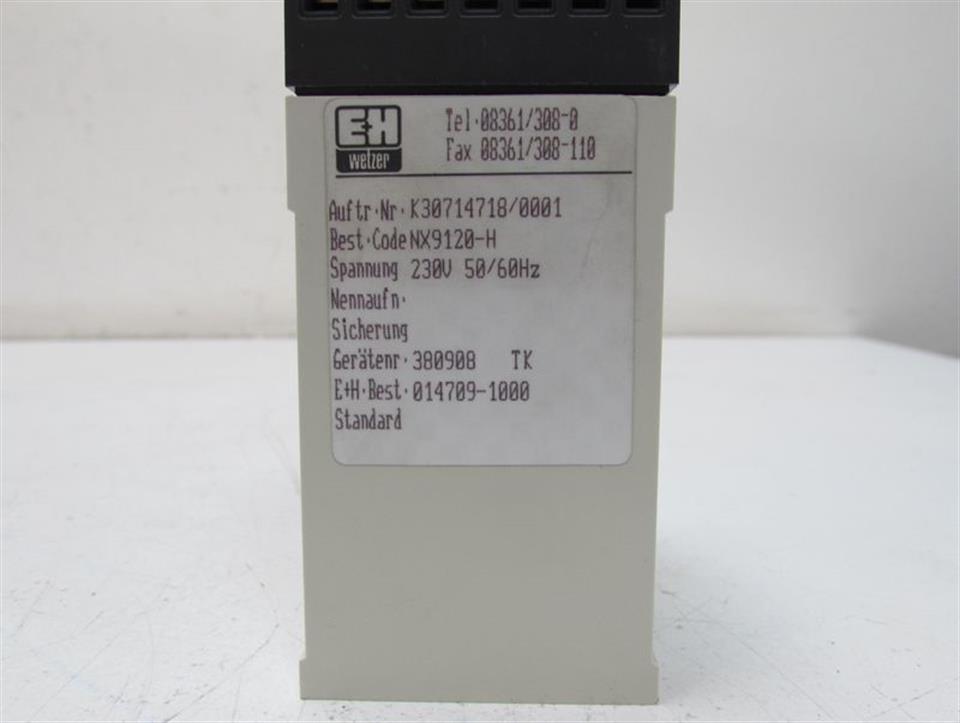 E+H
wetzer
Tel.08361/308-0
Fax 08361/308-110
Auftr.Nr.K30714718/0001
Best.Code NX9120-H
Spannung 230V 50/60Hz
Nennaufn.
Sicherung
Gerätenr.380908 TK
E+H.Best.014709-1000
Standard